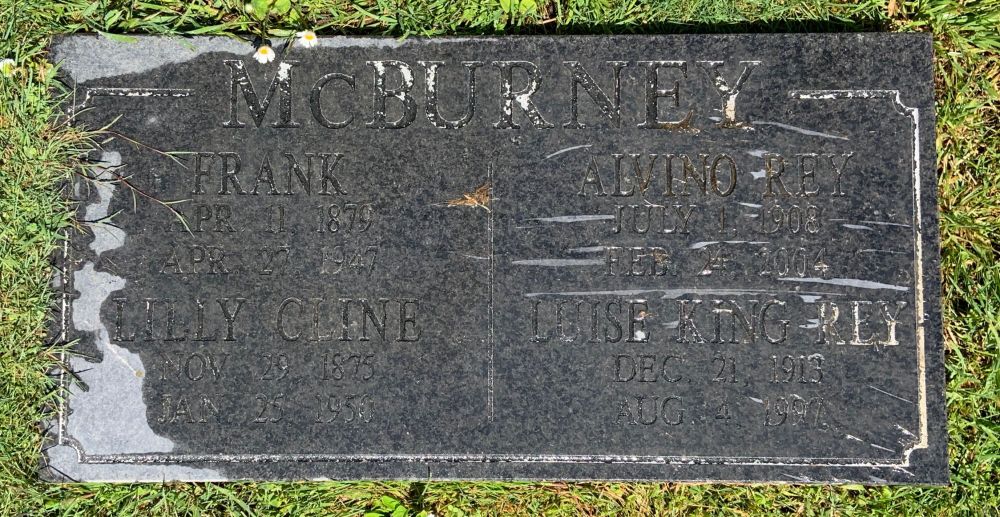 McBURNEY
FRANK
APR. 11, 1879
APR. 27, 1947
LILLY CLINE
NOV. 29, 1875
JAN. 25, 1950
ALVINO REY
JULY 1, 1908
FEB. 24, 2004
LUISE KING REY
DEC. 21, 1913
AUG. 4, 1997